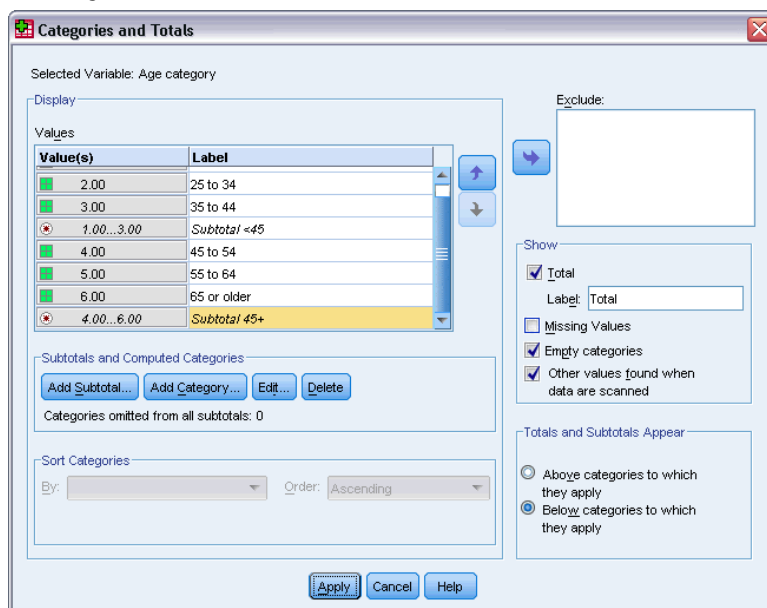 Categories and Totals
Selected Variable: Age category
Display
Values
Value(s) Label
2.00 25 to 34
3.00 35 to 44
1.00...3.00 Subtotal <45
4.00 45 to 54
5.00 55 to 64
6.00 65 or older
4.00...6.00 Subtotal 45+
Subtotals and Computed Categories
Add Subtotal... Add Category... Edit... Delete
Categories omitted from all subtotals: 0
Sort Categories
By: Order: Ascending
Exclude:
Show
Total
Label: Total
Missing Values
Empty categories
Other values found when
data are scanned
Totals and Subtotals Appear
Above categories to which
they apply
Below categories to which
they apply
Apply Cancel Help